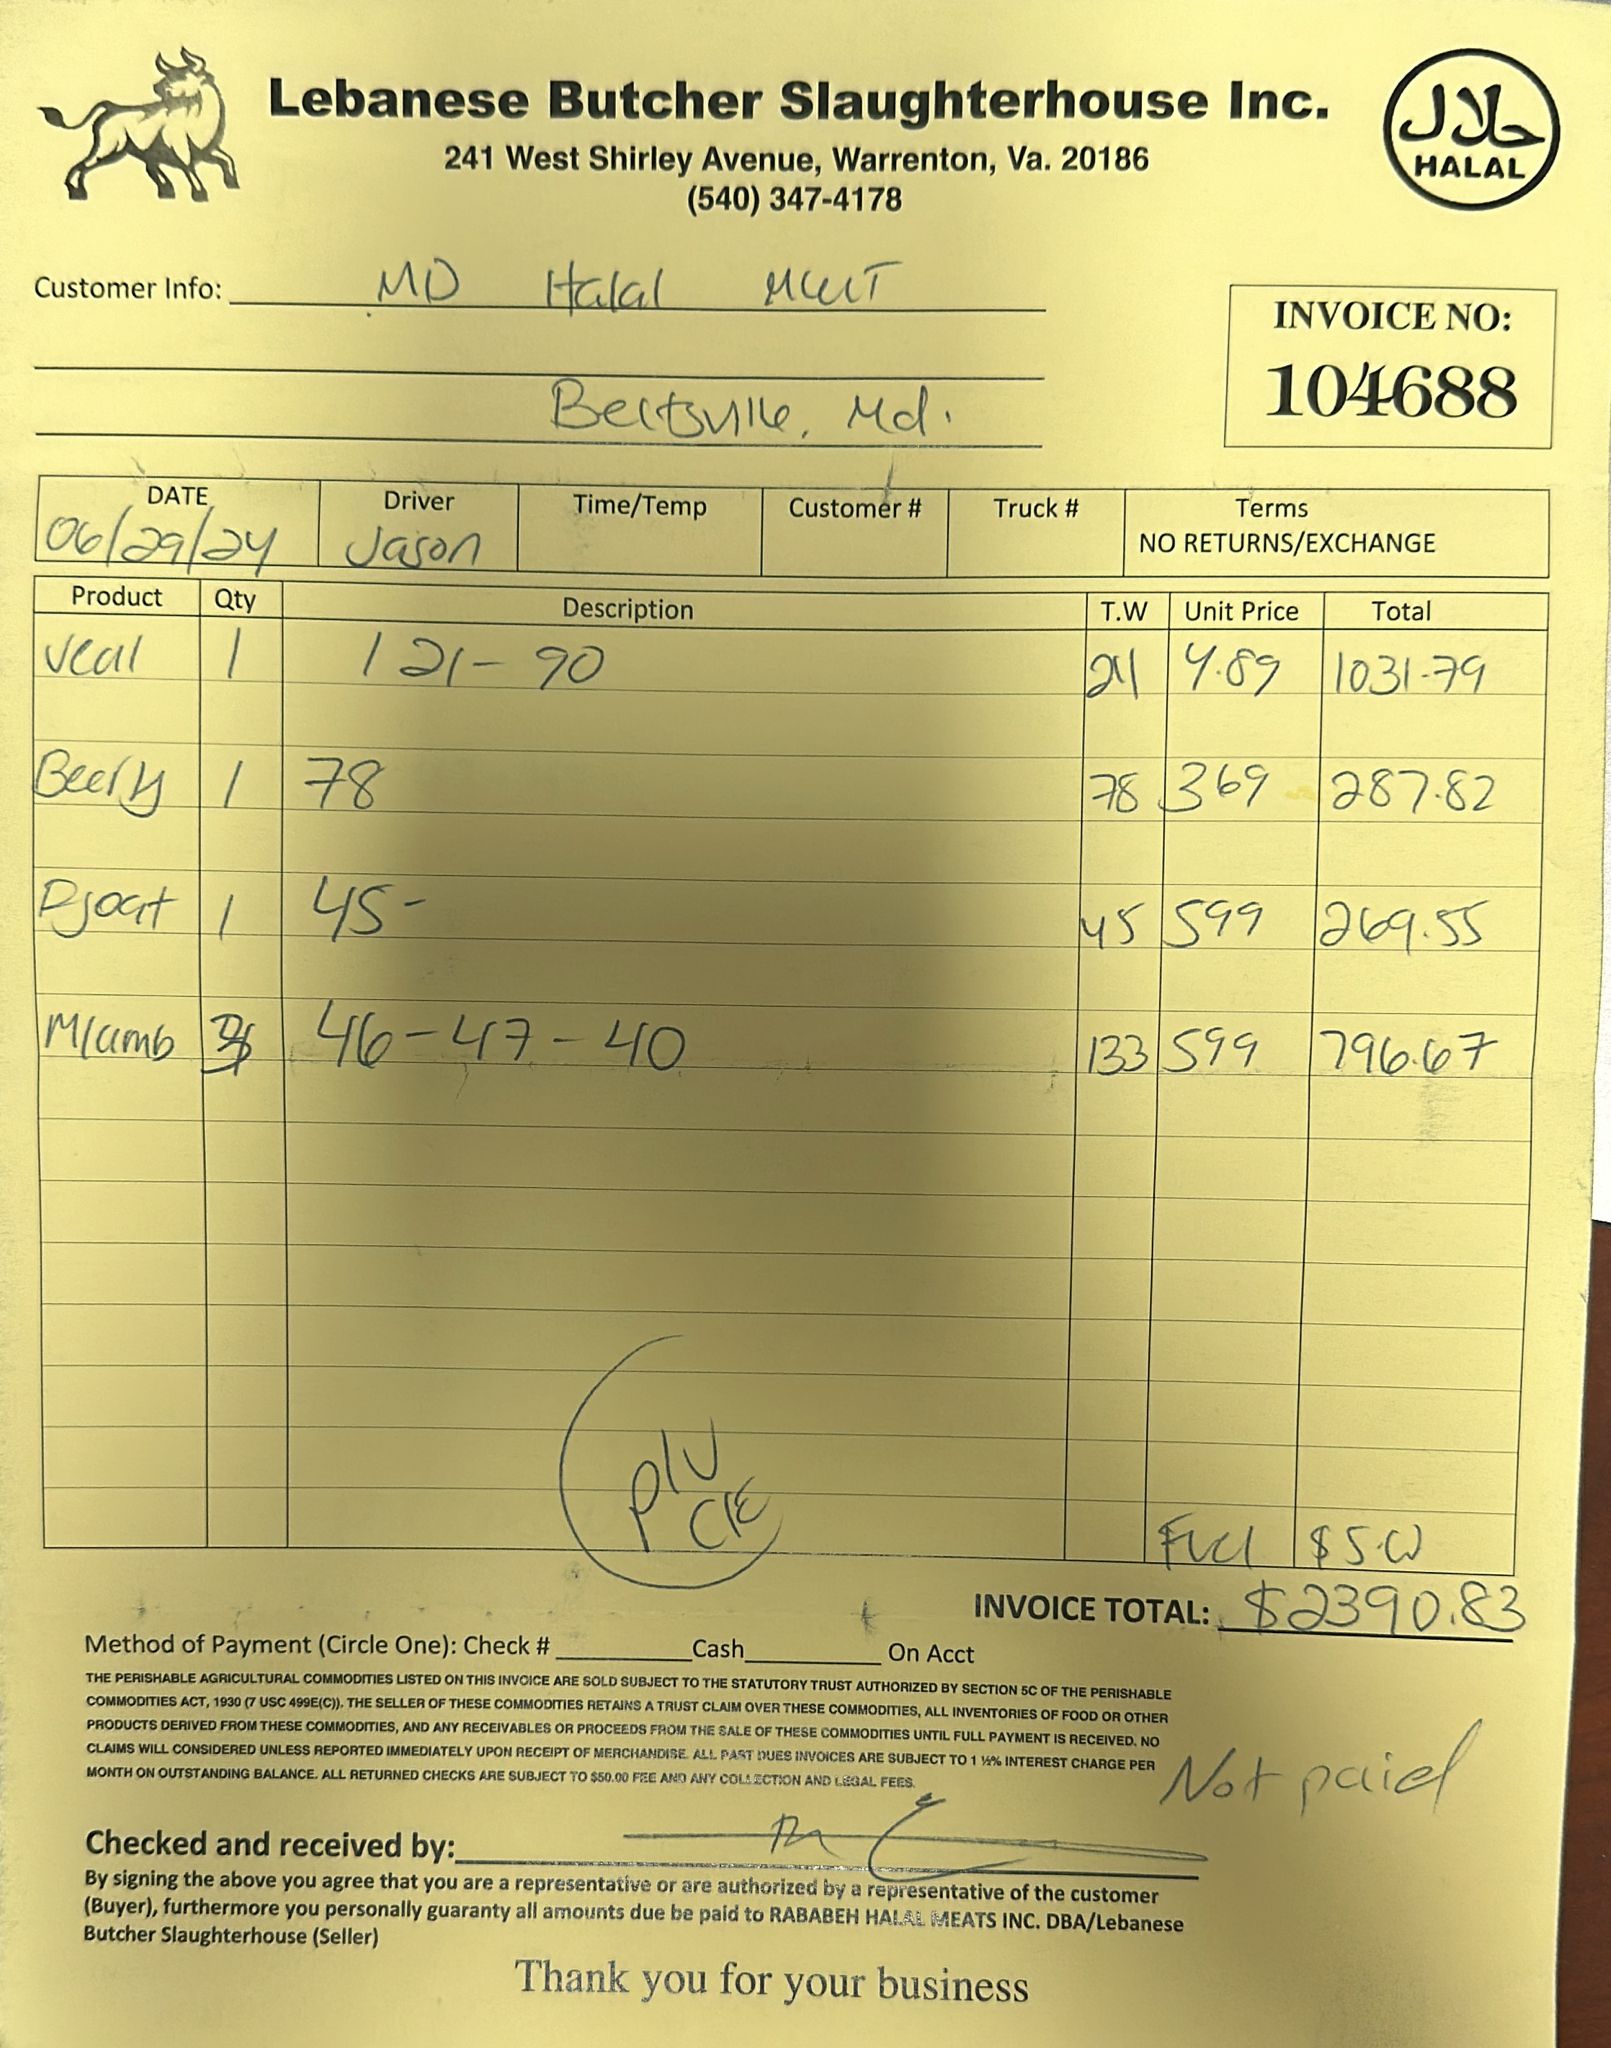 Lebanese Butcher Slaughterhouse Inc.
241 West Shirley Avenue, Warrenton, Va. 20186
(540) 347-4178
حلال
HALAL
Customer Info: MD Halal Meat
Beltsville, Md.
INVOICE NO:
104688
DATE Driver Time/Temp Customer # Truck # Terms
06/29/24 Jason NO RETURNS/EXCHANGE
Product Qty Description T.W Unit Price Total
Veal 1 121-90 211 4.89 1031.79
1 78 78 369 287.82
1 45- 45 599 269.55
Mlamb 46-47-40 133 599 796.67
P/U
Fuel $5.00
INVOICE TOTAL: $2390.83
Method of Payment (Circle One): Check # Cash On Acct
THE PERISHABLE AGRICULTURAL COMMODITIES LISTED ON THIS INVOICE ARE SOLD SUBJECT TO THE STATUTORY TRUST AUTHORIZED BY SECTION 5C OF THE PERISHABLE
COMMODITIES ACT, 1930 (7 USC 499E(C)). THE SELLER OF THESE COMMODITIES RETAINS A TRUST CLAIM OVER THESE COMMODITIES, ALL INVENTORIES OF FOOD OR OTHER
PRODUCTS DERIVED FROM THESE COMMODITIES, AND ANY RECEIVABLES OR PROCEEDS FROM THE SALE OF THESE COMMODITIES UNTIL FULL PAYMENT IS RECEIVED. NO
CLAIMS WILL CONSIDERED UNLESS REPORTED IMMEDIATELY UPON RECEIPT OF MERCHANDISE. ALL PAST DUES INVOICES ARE SUBJECT TO 1 ½% INTEREST CHARGE PER
MONTH ON OUTSTANDING BALANCE. ALL RETURNED CHECKS ARE SUBJECT TO $50.00 FEE AND ANY COLLECTION AND LEGAL FEES.
Not paid
Checked and received by:
By signing the above you agree that you are a representative or are authorized by a representative of the customer
(Buyer), furthermore you personally guaranty all amounts due be paid to RABABEH HALAL MEATS INC. DBA/Lebanese
Butcher Slaughterhouse (Seller)
Thank you for your business